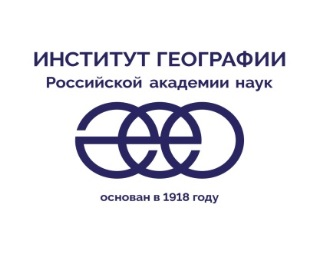 ИНСТИТУТ ГЕОГРАФИИ
Российской академии наук
основан в 1918 году